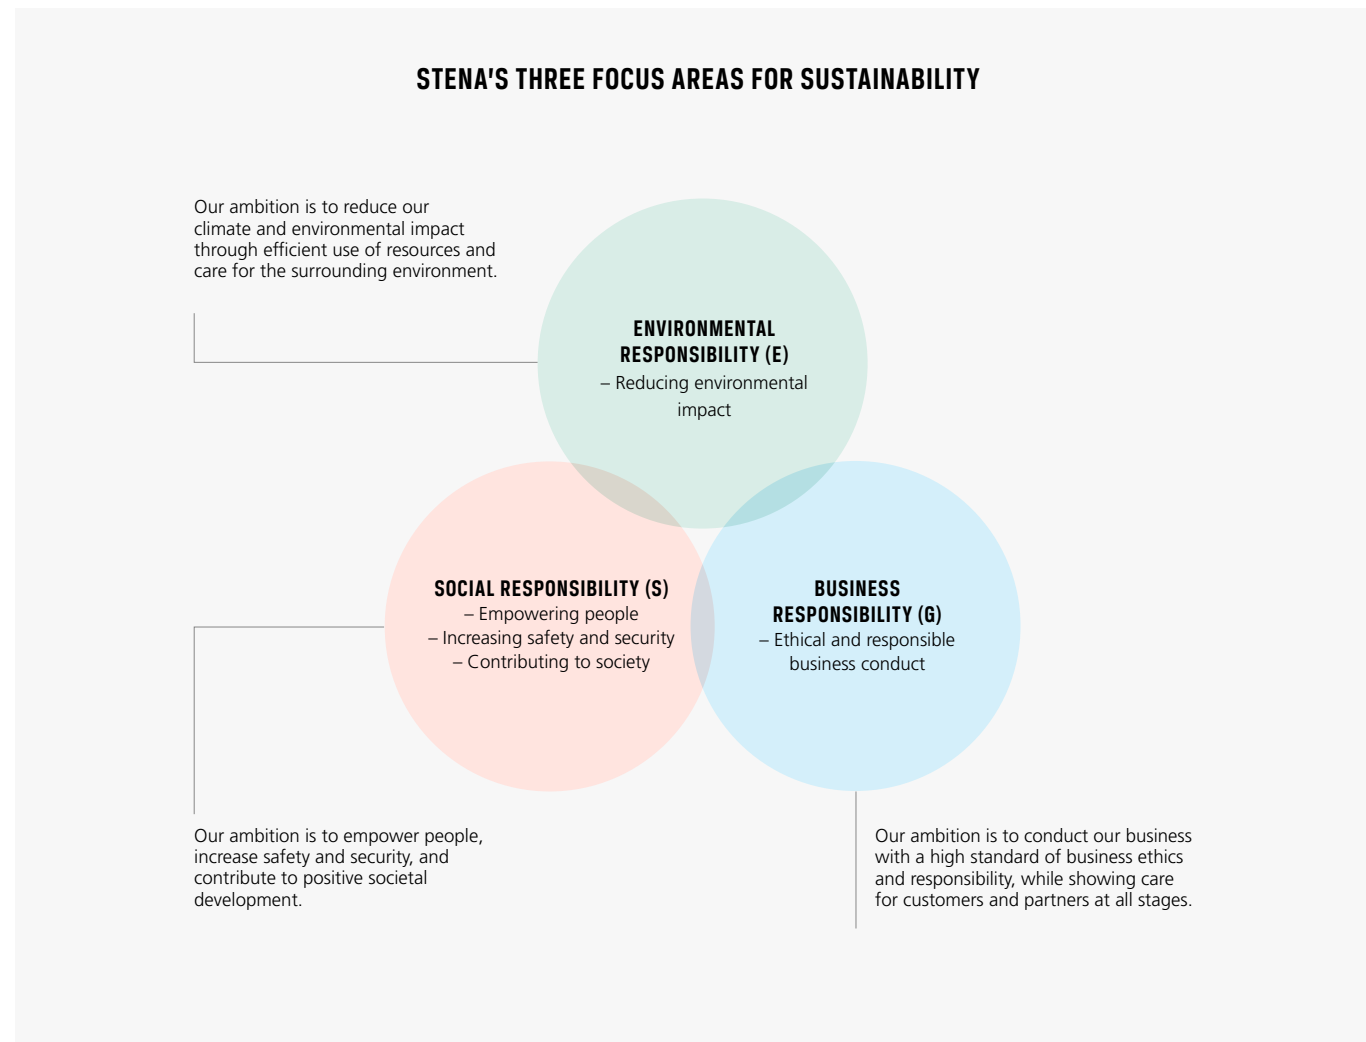 STENA'S THREE FOCUS AREAS FOR SUSTAINABILITY
Our ambition is to reduce our
climate and environmental impact
through efficient use of resources and
care for the surrounding environment.
ENVIRONMENTAL
RESPONSIBILITY (E)
– Reducing environmental
impact
SOCIAL RESPONSIBILITY (S)
– Empowering people
– Increasing safety and security
– Contributing to society
BUSINESS
RESPONSIBILITY (G)
– Ethical and responsible
business conduct
Our ambition is to empower people,
increase safety and security, and
contribute to positive societal
development.
Our ambition is to conduct our business
with a high standard of business ethics
and responsibility, while showing care
for customers and partners at all stages.